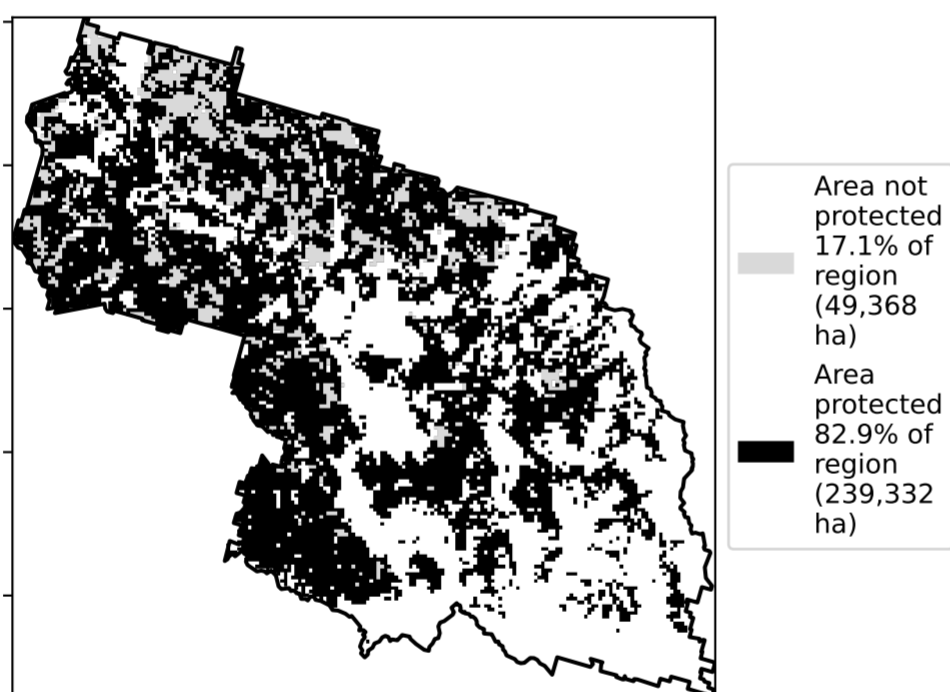 Area not
protected
17.1% of
region
(49,368
ha)
Area
protected
82.9% of
region
(239,332
ha)